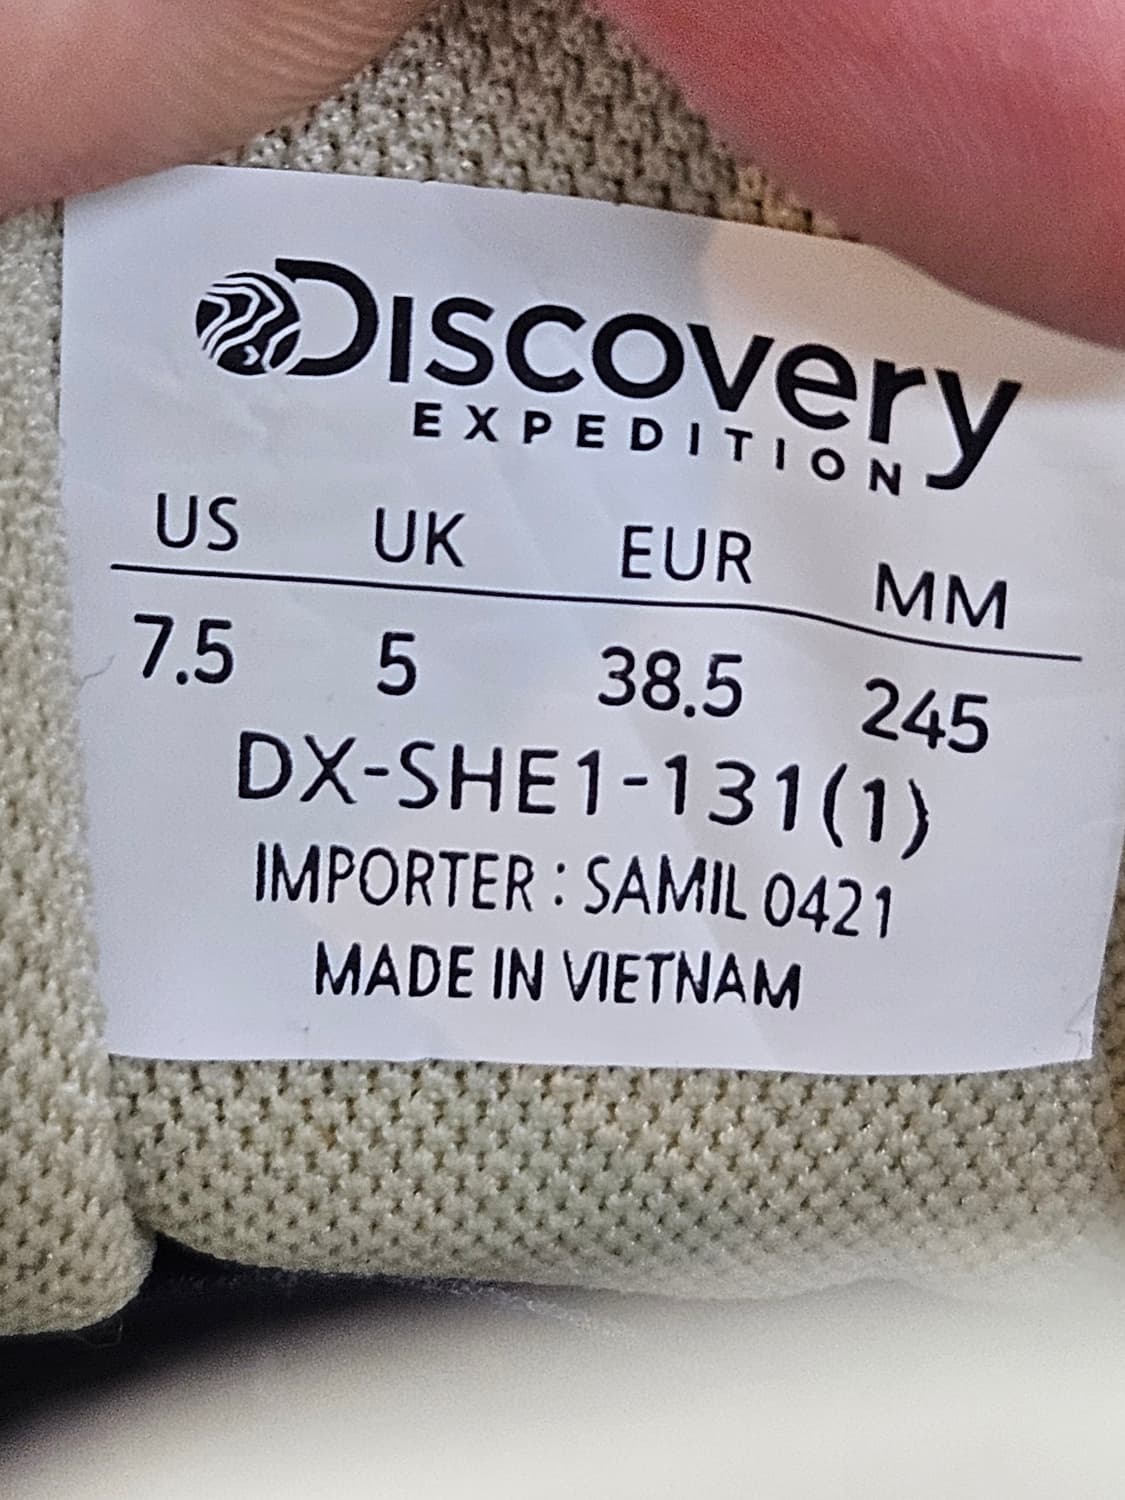 DISCOVERY
EXPEDITION
US UK EUR MM
7.5 5 38.5 245
DX-SHE1-131(1)
IMPORTER : SAMIL 0421
MADE IN VIETNAM